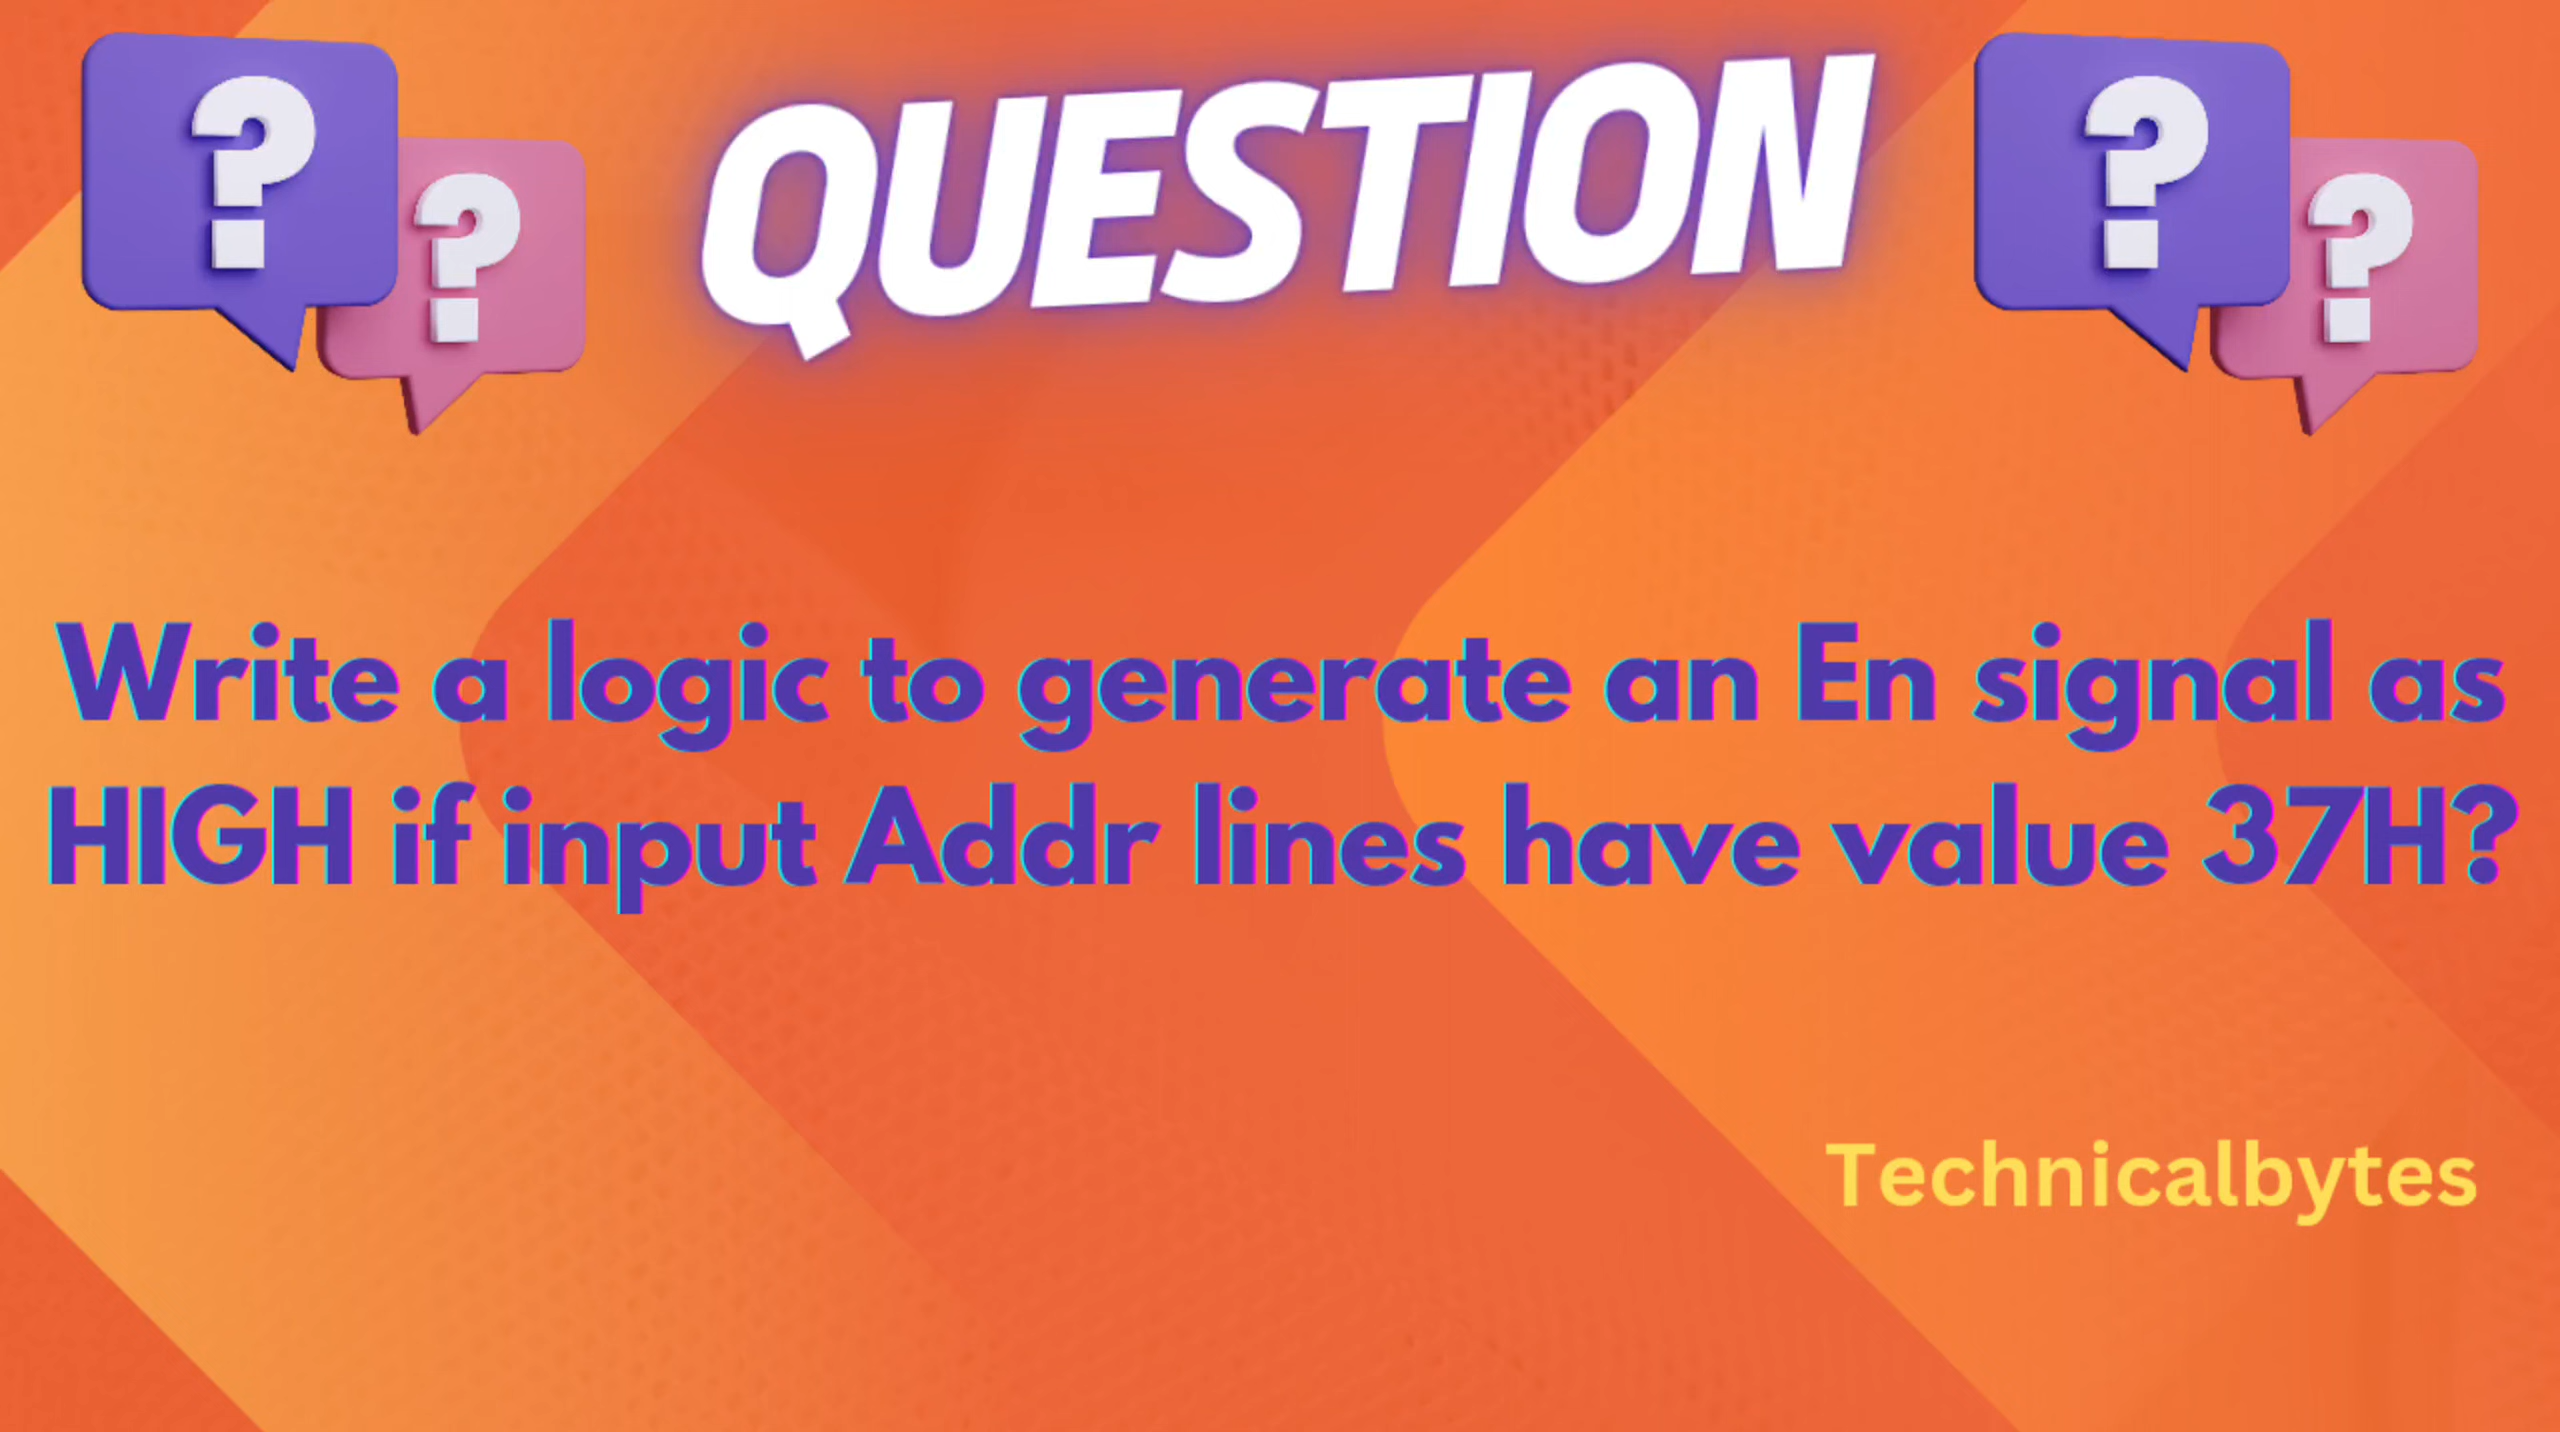 QUESTION
Write a logic to generate an En signal as
HIGH if input Addr lines have value 37H?
Technicalbytes